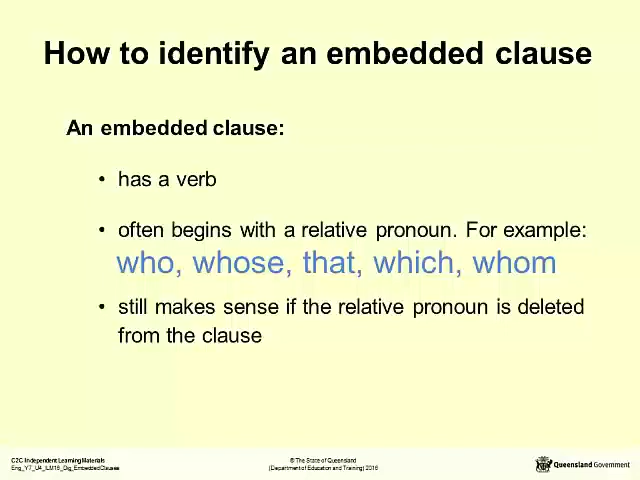 How to identify an embedded clause
An embedded clause:
• has a verb
• often begins with a relative pronoun. For example:
who, whose, that, which, whom
• still makes sense if the relative pronoun is deleted
from the clause
C2C Independent Learning Materials
Eng_Y7_U4_ILM16_Dig_EmbeddedClauses
© The State of Queensland
(Department of Education and Training) 2016
Queensland Government